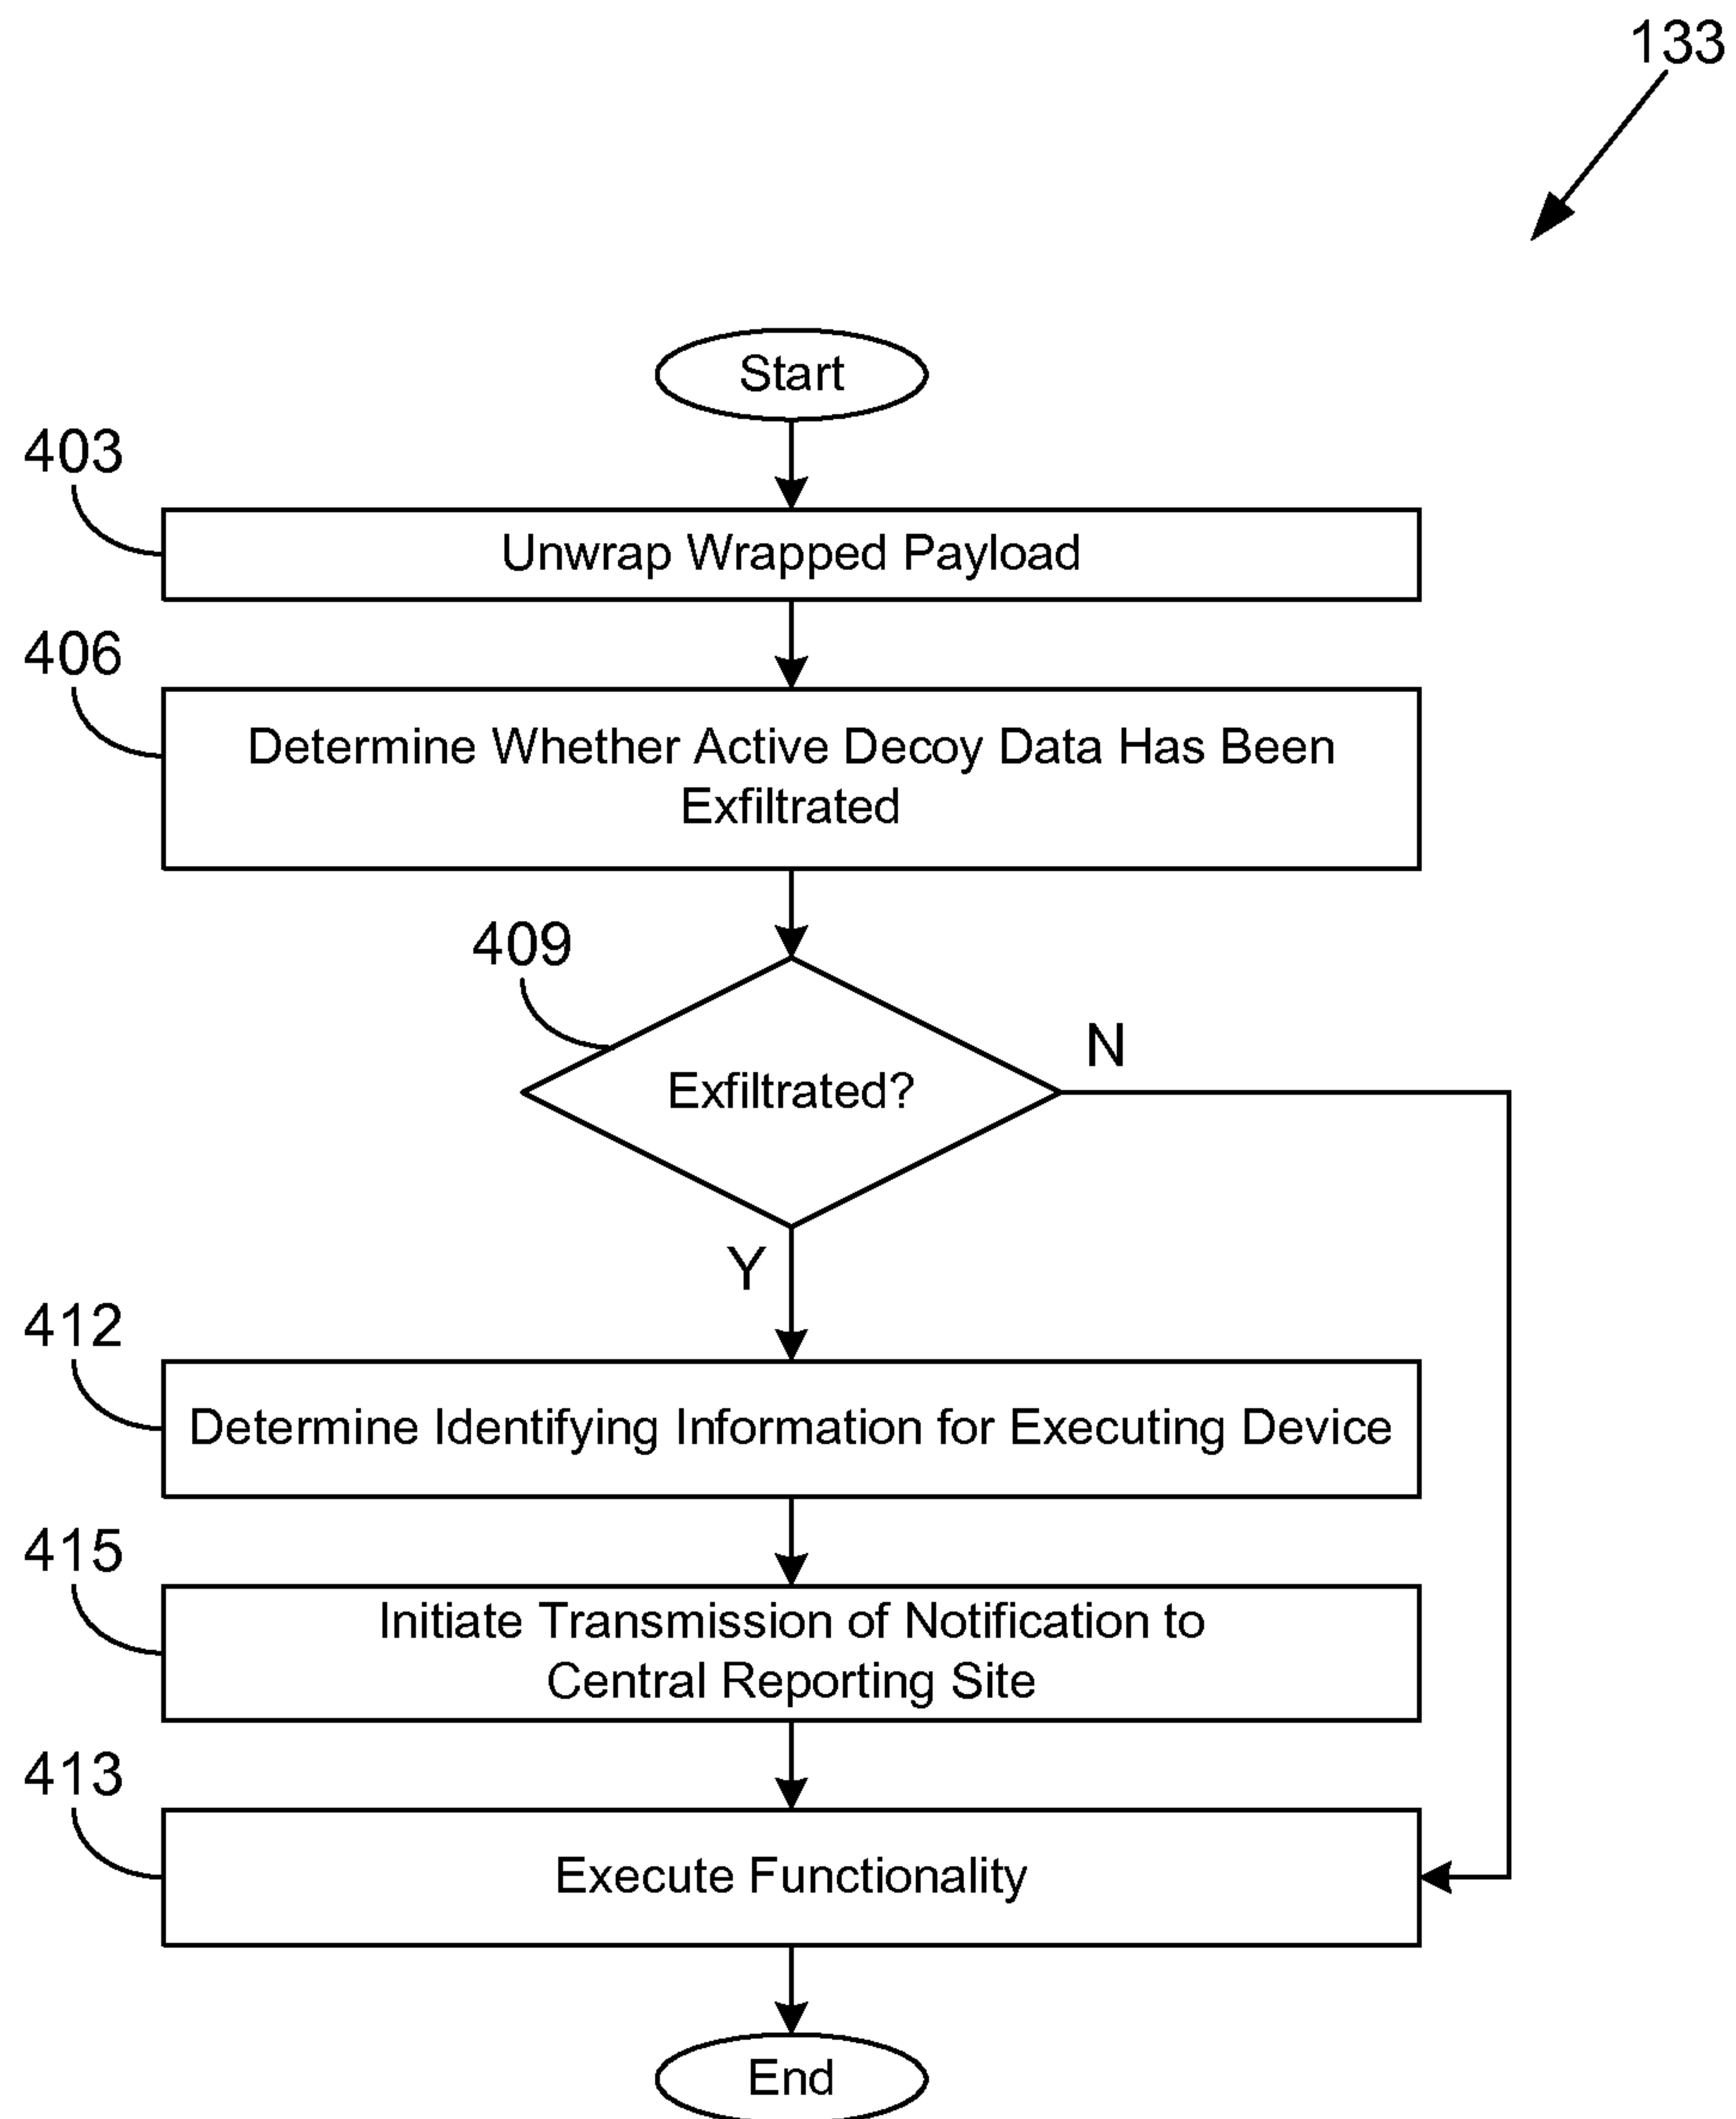 133
Start
403
Unwrap Wrapped Payload
406
Determine Whether Active Decoy Data Has Been
Exfiltrated
409
N
Exfiltrated?
Y
412
Determine Identifying Information for Executing Device
415
Initiate Transmission of Notification to
Central Reporting Site
413
Execute Functionality
End